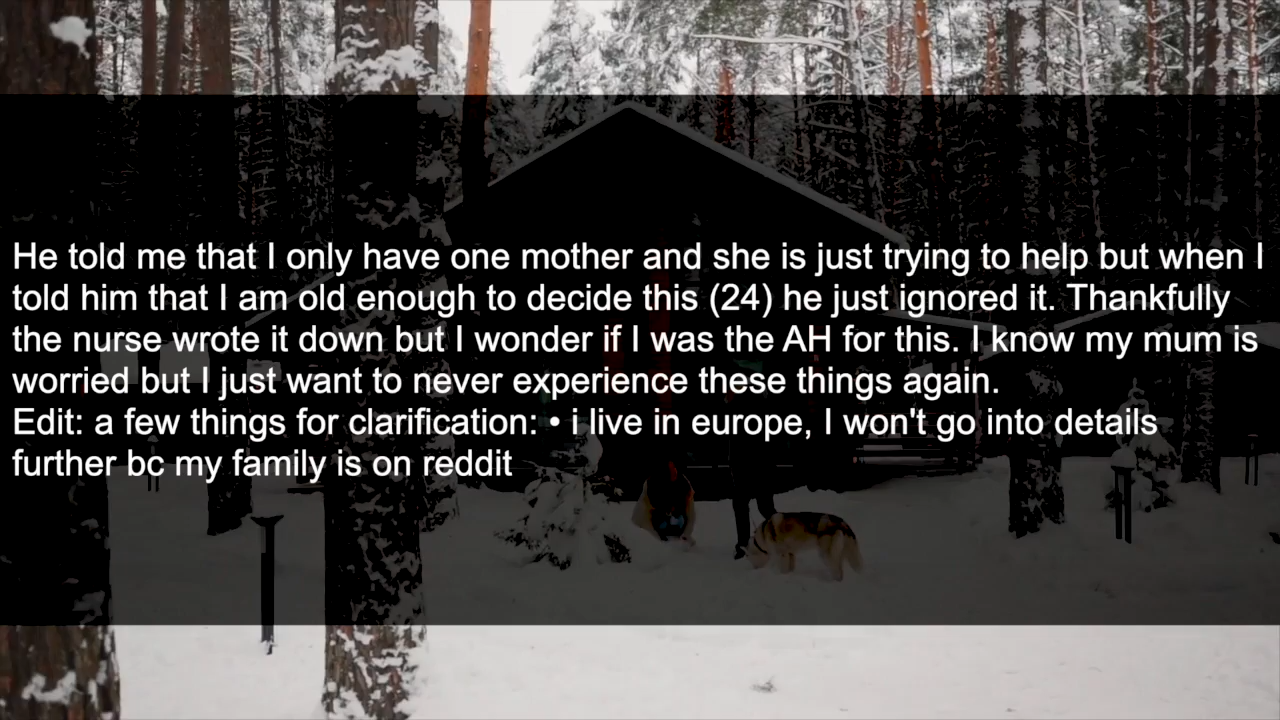 He told me that I only have one mother and she is just trying to help but when I
told him that I am old enough to decide this (24) he just ignored it. Thankfully
the nurse wrote it down but I wonder if I was the AH for this. I know my mum is
worried but I just want to never experience these things again.
Edit: a few things for clarification: • i live in europe, I won't go into details
further bc my family is on reddit